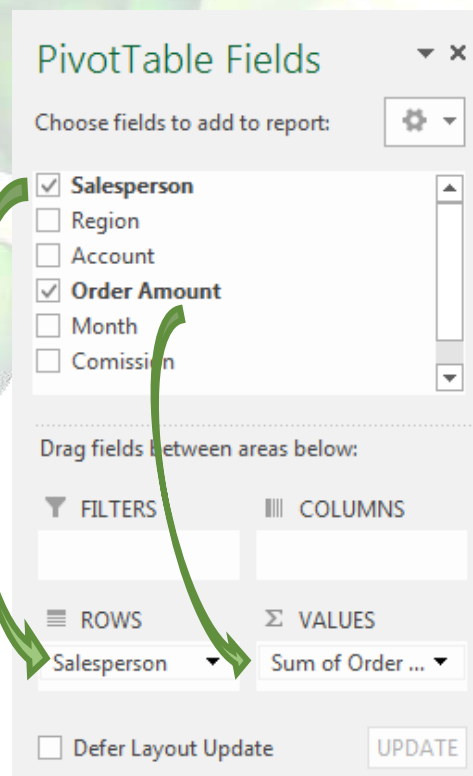 PivotTable Fields
Choose fields to add to report:
Salesperson
Region
Account
Order Amount
Month
Comission
Drag fields between areas below:
FILTERS
COLUMNS
ROWS
Σ VALUES
Salesperson
Sum of Order ...
Defer Layout Update
UPDATE